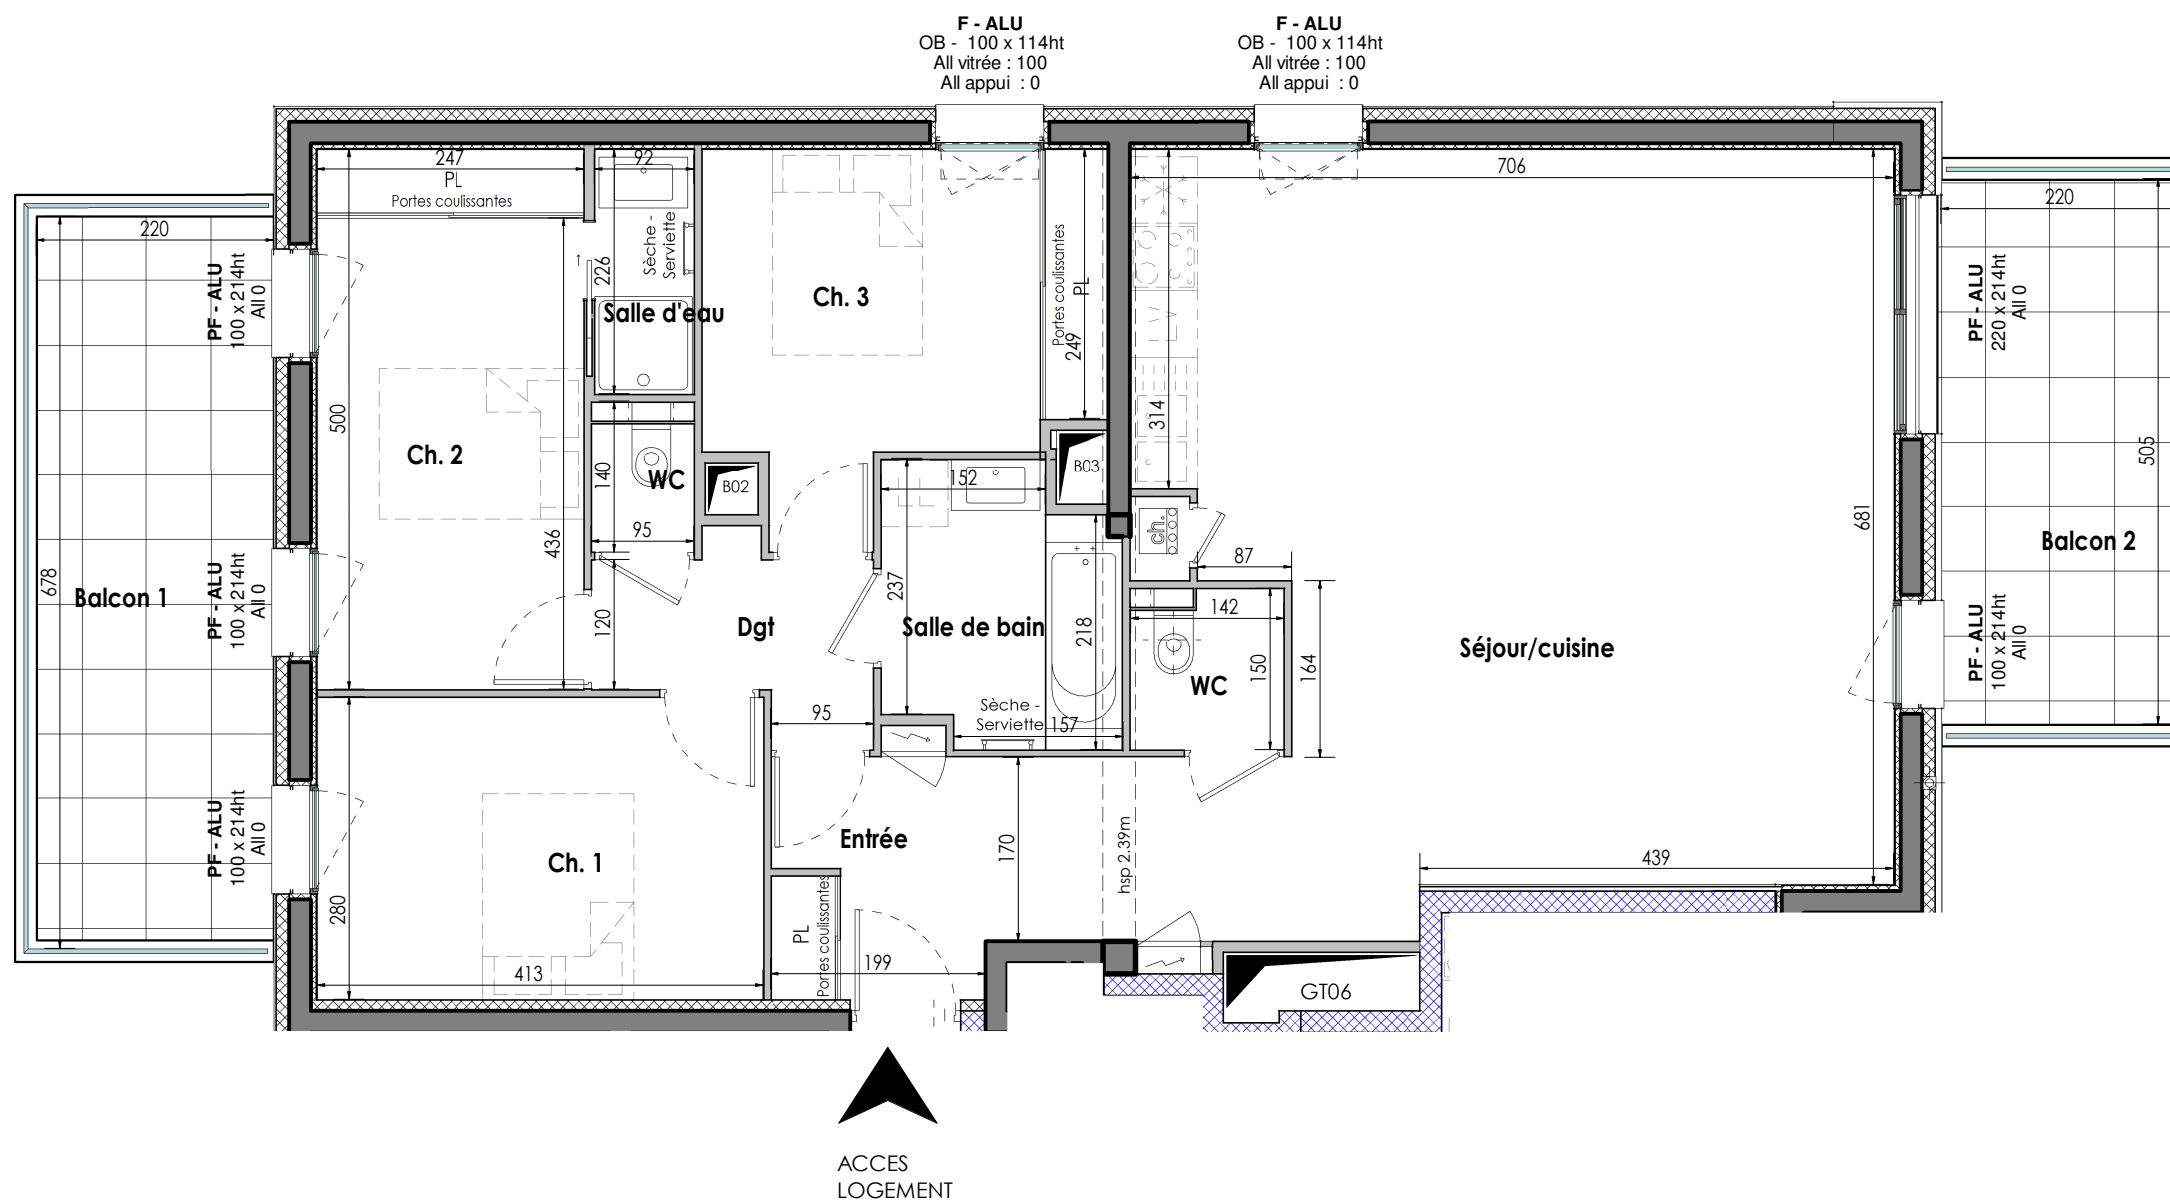 F - ALU
OB - 100 x 114ht
All vitrée : 100
All appui : 0
F - ALU
OB - 100 x 114ht
All vitrée : 100
All appui : 0
247
PL
Portes coulissantes
92
706
220
220
Sèche -
Serviette
226
Salle d'eau
Ch. 3
Portes coulissantes
PL
249
PF - ALU
100 x 214ht
All 0
PF - ALU
220 x 214ht
All 0
500
Ch. 2
436
314
140
WC
B02
B03
152
95
ch.
87
681
505
Balcon 2
678
Balcon 1
PF - ALU
100 x 214ht
All 0
120
Dgt
237
Salle de bain
218
142
150
164
WC
Séjour/cuisine
PF - ALU
100 x 214ht
All 0
95
Sèche -
Serviette
157
PF - ALU
100 x 214ht
All 0
280
Ch. 1
413
Entrée
170
hsp 2.39m
439
PL
Portes coulissantes
199
GT06
ACCES
LOGEMENT